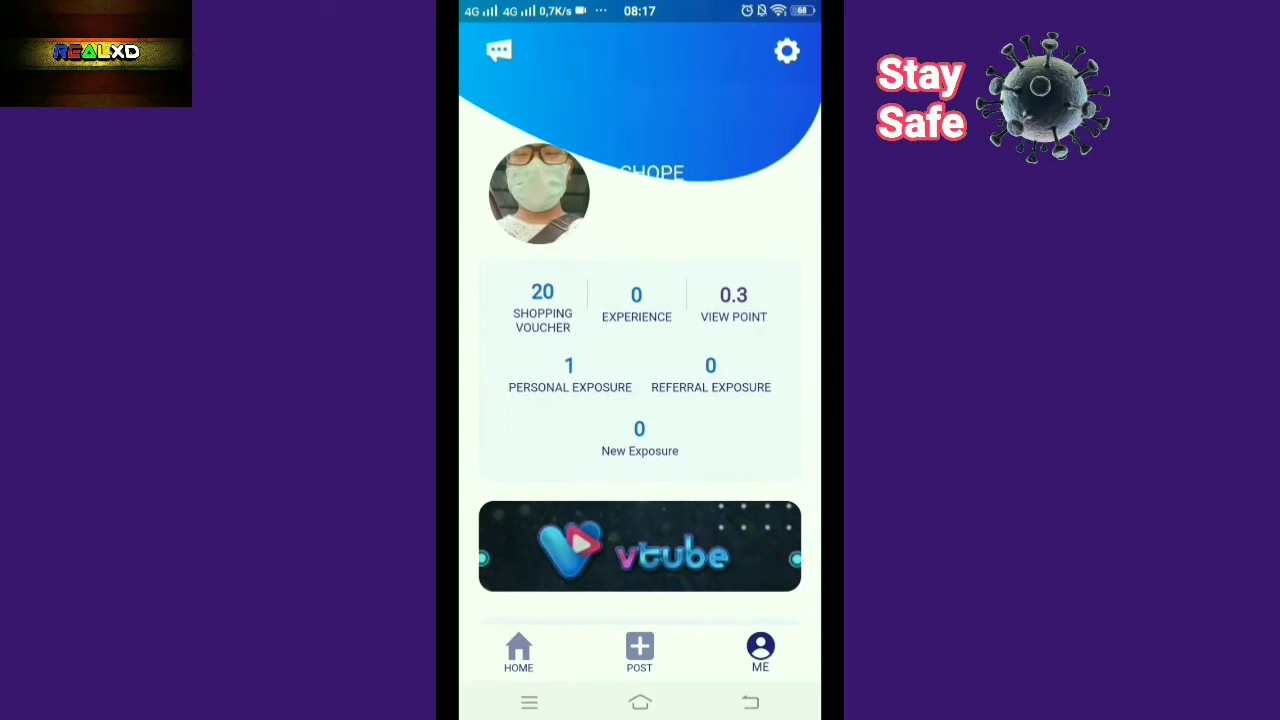 REALXD
4G 4G 0,7K/s ... 08:17 68
Stay
Safe
SHOPE
20
SHOPPING
VOUCHER
0
EXPERIENCE
0.3
VIEW POINT
1
PERSONAL EXPOSURE
0
REFERRAL EXPOSURE
0
New Exposure
vtube
HOME
POST
ME